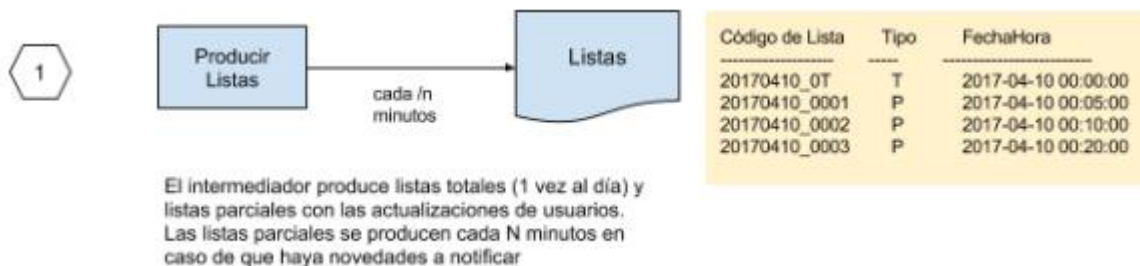 1
Producir
Listas
cada /n
minutos
Listas
El intermediador produce listas totales (1 vez al día) y
listas parciales con las actualizaciones de usuarios.
Las listas parciales se producen cada N minutos en
caso de que haya novedades a notificar
Código de Lista Tipo FechaHora
-------------------- ----- --------------------------
20170410_0T T 2017-04-10 00:00:00
20170410_0001 P 2017-04-10 00:05:00
20170410_0002 P 2017-04-10 00:10:00
20170410_0003 P 2017-04-10 00:20:00